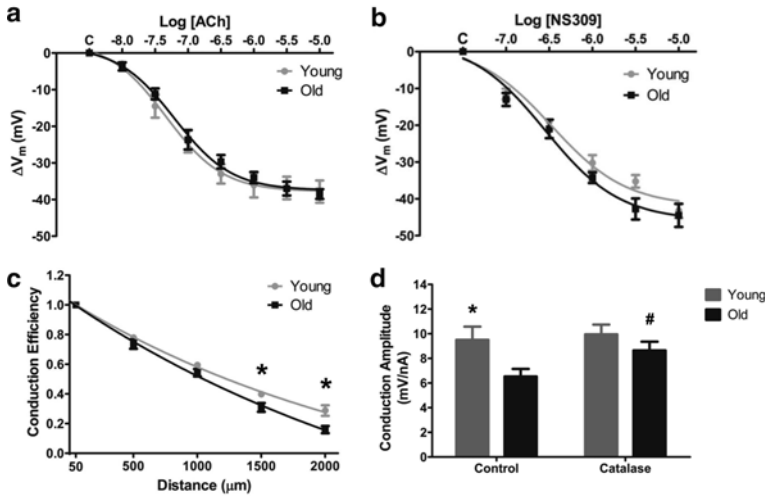 a
Log [ACh]
C -8.0 -7.5 -7.0 -6.5 -6.0 -5.5 -5.0
0
-10
-20
-30
-40
-50
ΔVm (mV)
Young
Old
b
Log [NS309]
C -7.0 -6.5 -6.0 -5.5 -5.0
0
-10
-20
-30
-40
-50
ΔVm (mV)
Young
Old
c
1.2
1.0
0.8
0.6
0.4
0.2
0.0
Conduction Efficiency
Young
Old
*
*
50 500 1000 1500 2000
Distance (μm)
d
14
12
10
8
6
4
2
0
Conduction Amplitude
(mV/nA)
Young
Old
*
#
Control Catalase